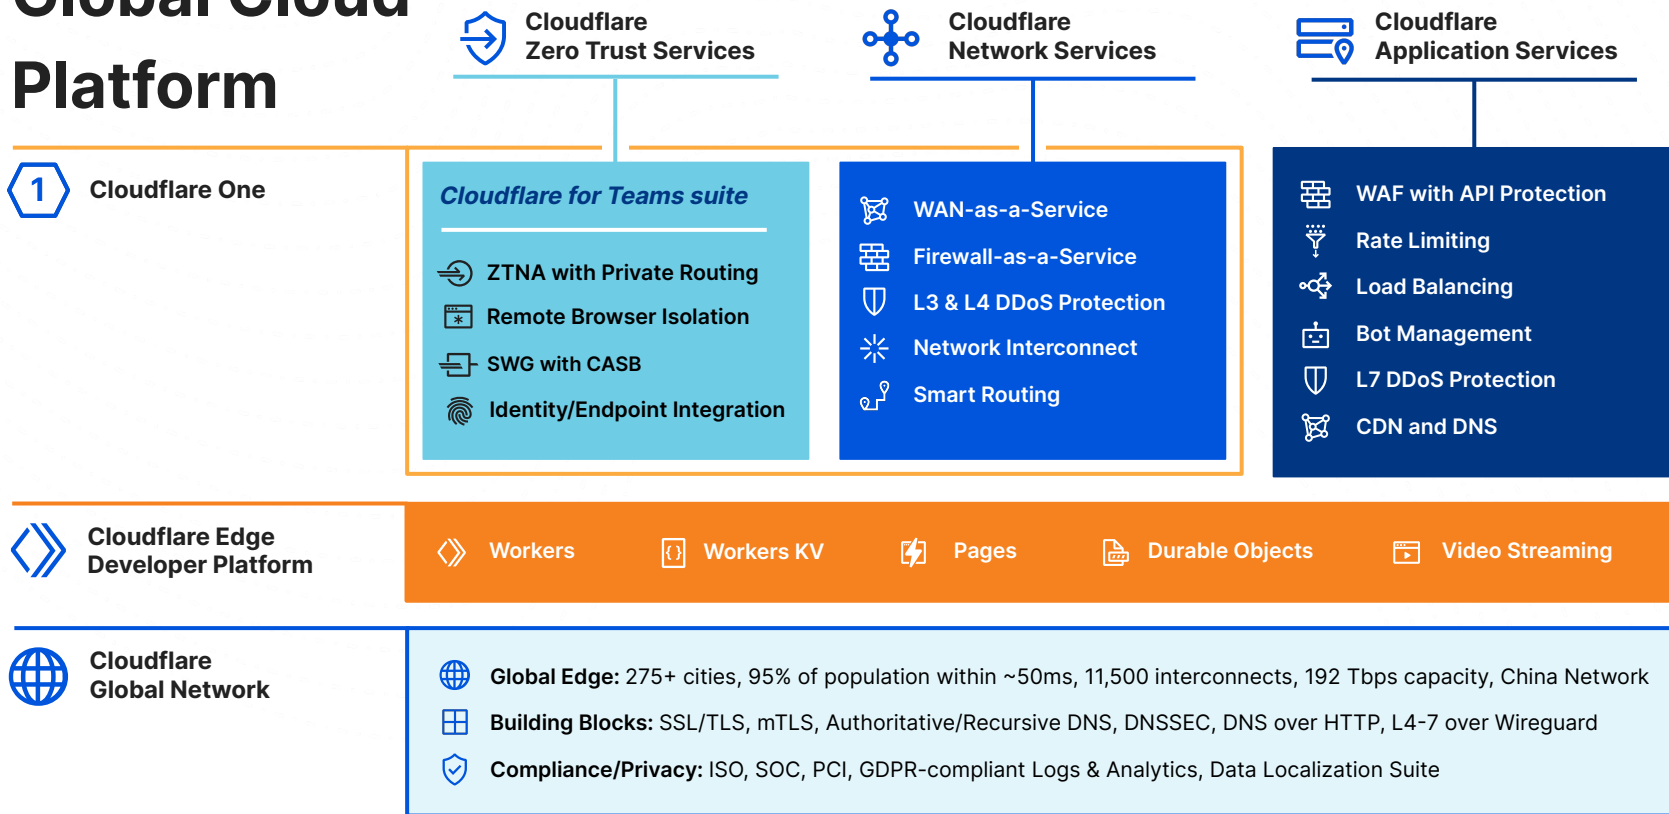 Global Cloud
Platform
Cloudflare
Zero Trust Services
Cloudflare
Network Services
Cloudflare
Application Services
1
Cloudflare One
Cloudflare for Teams suite
ZTNA with Private Routing
Remote Browser Isolation
SWG with CASB
Identity/Endpoint Integration
WAN-as-a-Service
Firewall-as-a-Service
L3 & L4 DDoS Protection
Network Interconnect
Smart Routing
WAF with API Protection
Rate Limiting
Load Balancing
Bot Management
L7 DDoS Protection
CDN and DNS
Cloudflare Edge
Developer Platform
Workers
Workers KV
Pages
Durable Objects
Video Streaming
Cloudflare
Global Network
Global Edge: 275+ cities, 95% of population within ~50ms, 11,500 interconnects, 192 Tbps capacity, China Network
Building Blocks: SSL/TLS, mTLS, Authoritative/Recursive DNS, DNSSEC, DNS over HTTP, L4-7 over Wireguard
Compliance/Privacy: ISO, SOC, PCI, GDPR-compliant Logs & Analytics, Data Localization Suite